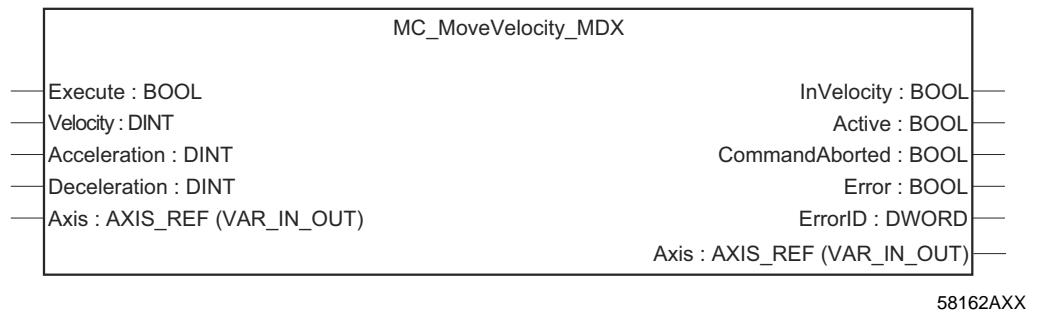 MC_MoveVelocity_MDX
Execute : BOOL
InVelocity : BOOL
Velocity : DINT
Active : BOOL
Acceleration : DINT
CommandAborted : BOOL
Deceleration : DINT
Error : BOOL
Axis : AXIS_REF (VAR_IN_OUT)
ErrorID : DWORD
Axis : AXIS_REF (VAR_IN_OUT)
58162AXX